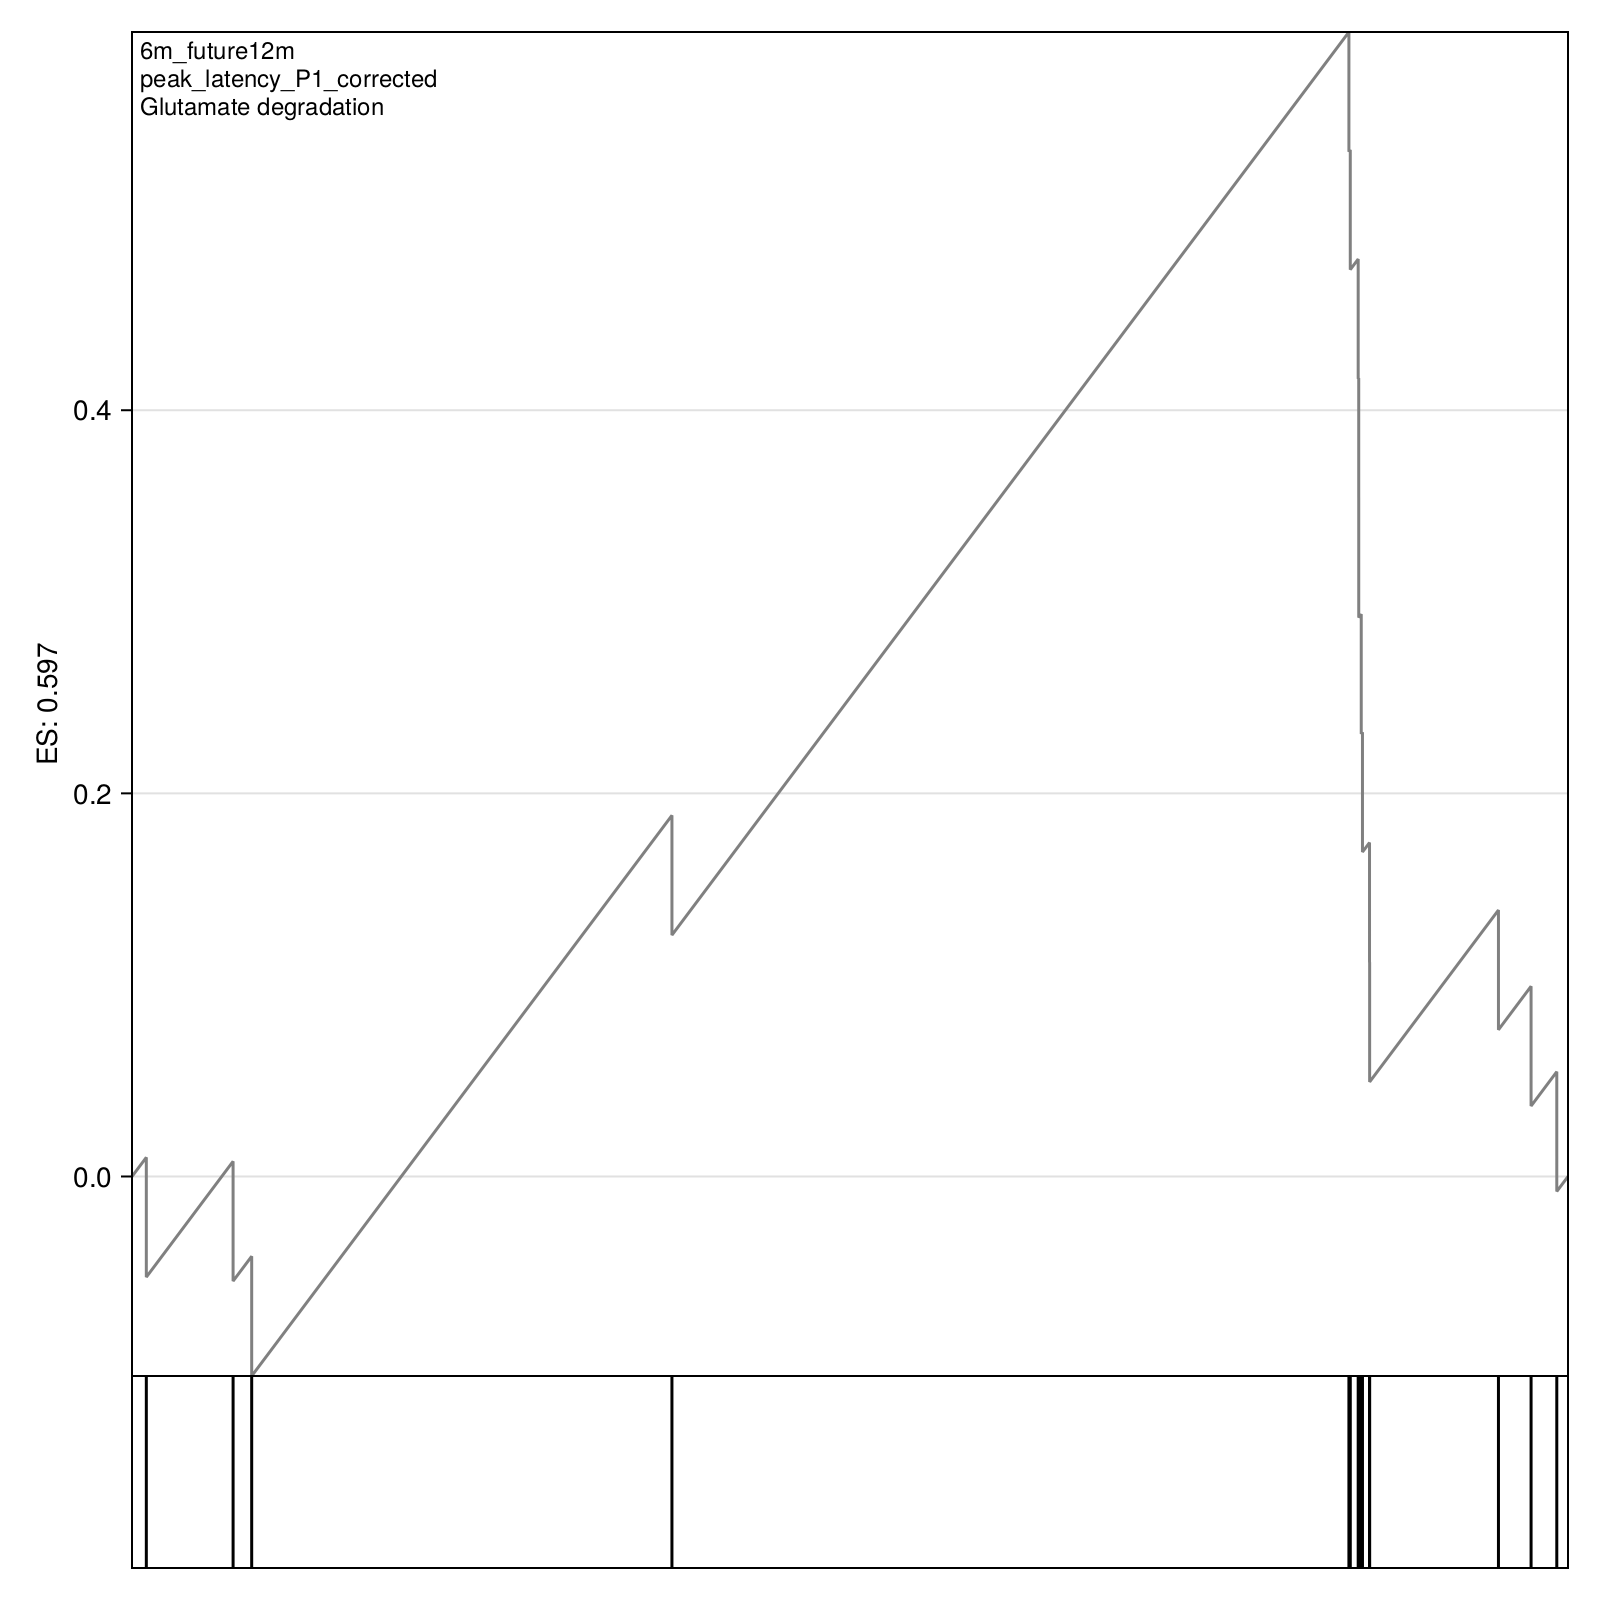 6m_future12m
peak_latency_P1_corrected
Glutamate degradation
ES: 0.597
0.4
0.2
0.0